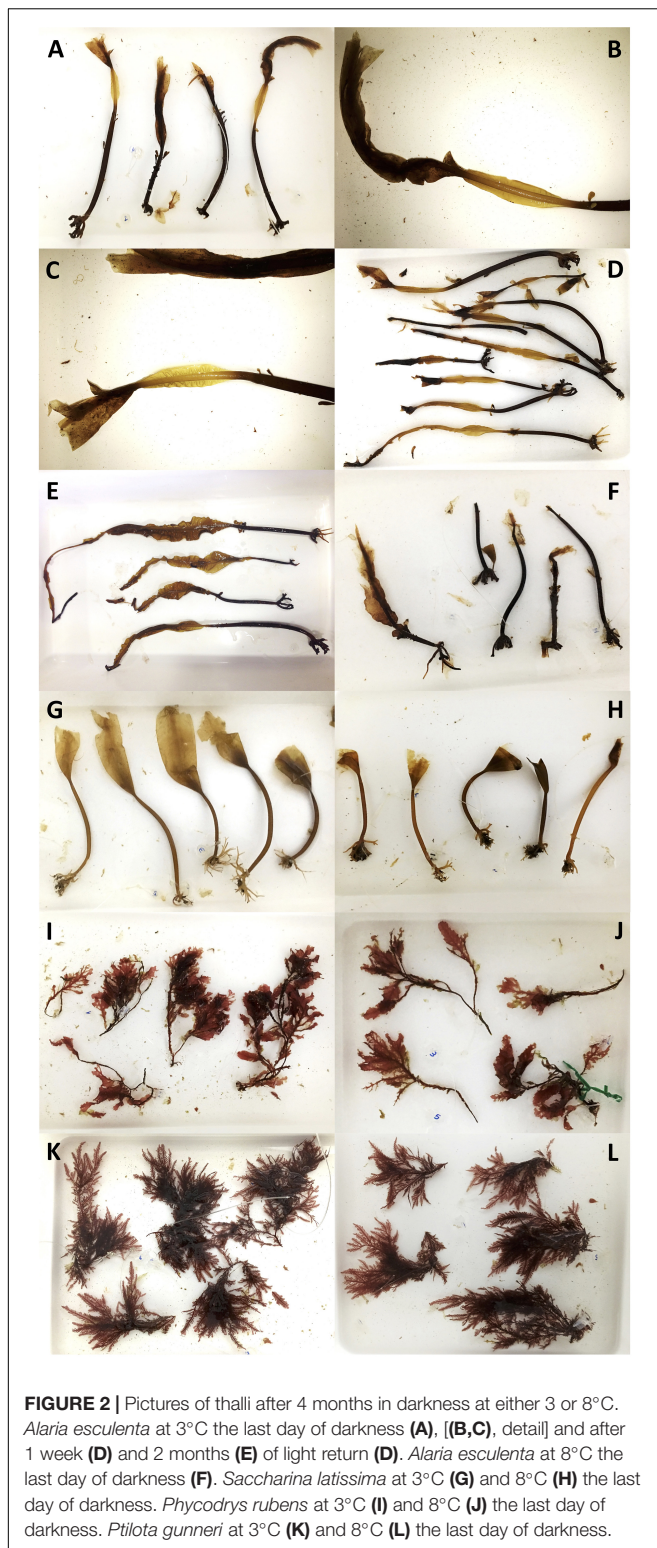 A
B
C
D
E
F
G
H
I
J
3
5
K
L
FIGURE 2 | Pictures of thalli after 4 months in darkness at either 3 or 8°C.
Alaria esculenta at 3°C the last day of darkness (A), [(B,C), detail] and after
1 week (D) and 2 months (E) of light return (D). Alaria esculenta at 8°C the
last day of darkness (F). Saccharina latissima at 3°C (G) and 8°C (H) the last
day of darkness. Phycodrys rubens at 3°C (I) and 8°C (J) the last day of
darkness. Ptilota gunneri at 3°C (K) and 8°C (L) the last day of darkness.